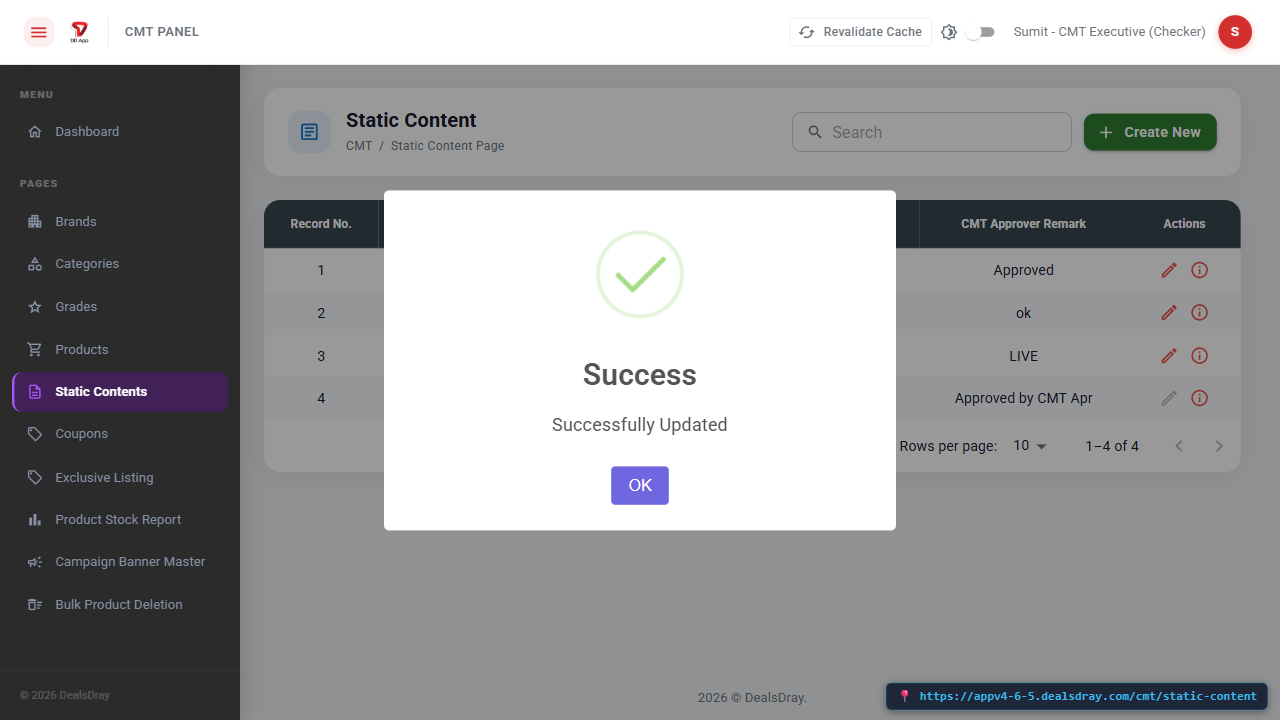 DD App
CMT PANEL
Revalidate Cache
Sumit - CMT Executive (Checker)
S
MENU
Dashboard
PAGES
Brands
Categories
Grades
Products
Static Contents
Coupons
Exclusive Listing
Product Stock Report
Campaign Banner Master
Bulk Product Deletion
© 2026 DealsDray
Static Content
CMT / Static Content Page
Search
Create New
Record No.
CMT Approver Remark
Actions
1
Approved
2
ok
3
LIVE
4
Approved by CMT Apr
Rows per page:
10
1–4 of 4
Success
Successfully Updated
OK
2026 © DealsDray.
https://appv4-6-5.dealsdray.com/cmt/static-content